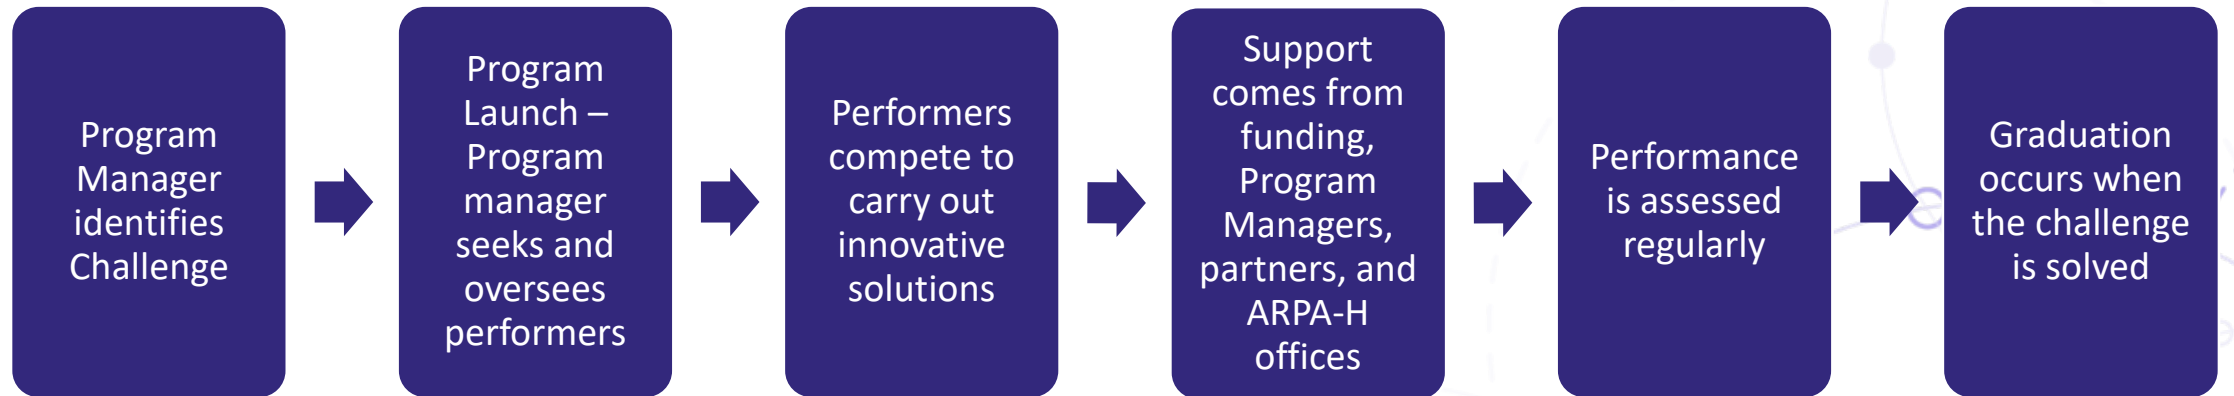 Program
Manager
identifies
Challenge
Program
Launch –
Program
manager
seeks and
oversees
performers
Performers
compete to
carry out
innovative
solutions
Support
comes from
funding,
Program
Managers,
partners, and
ARPA-H
offices
Performance
is assessed
regularly
Graduation
occurs when
the challenge
is solved